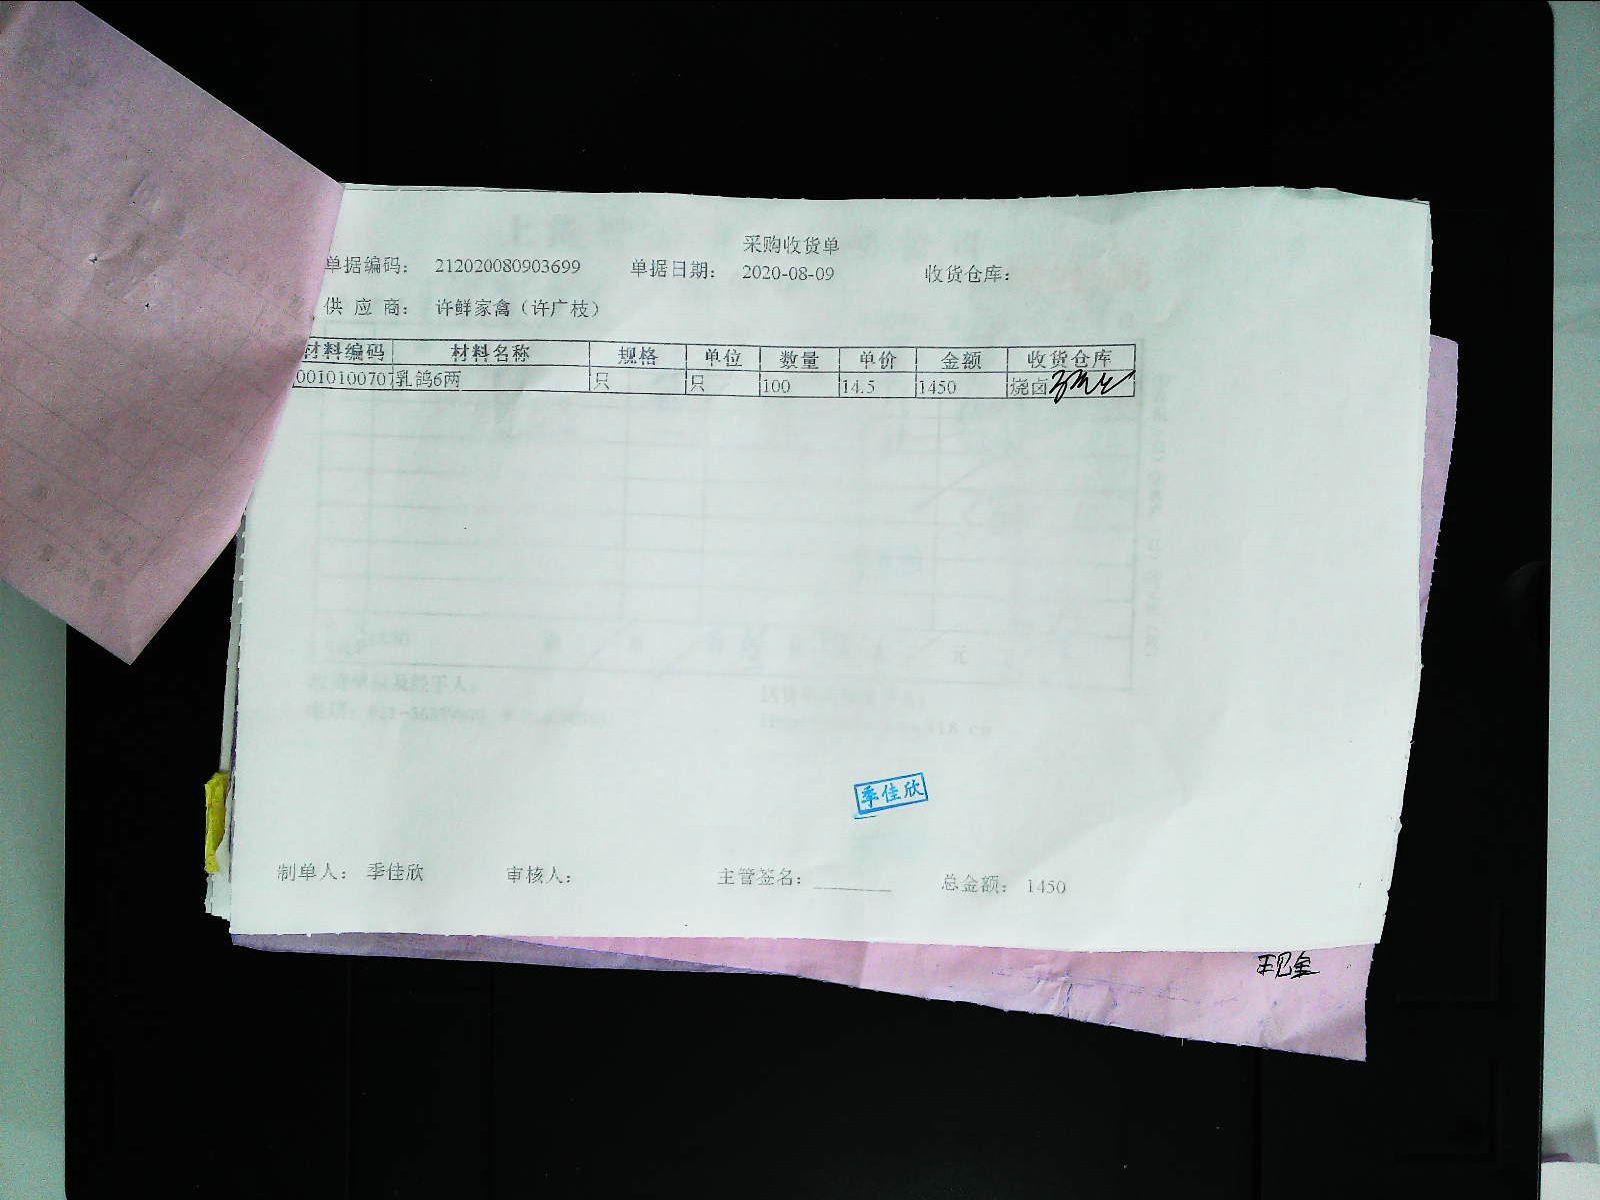 采购收货单
单据编码： 212020080903699 单据日期： 2020-08-09 收货仓库：
供 应 商： 许鲜家禽（许广枝）
材料编码 材料名称 规格 单位 数量 单价 金额 收货仓库
0010100707 乳鸽6两 只 只 100 14.5 1450 烧卤
季佳欣
制单人： 季佳欣 审核人： 主管签名： 总金额： 1450
现金